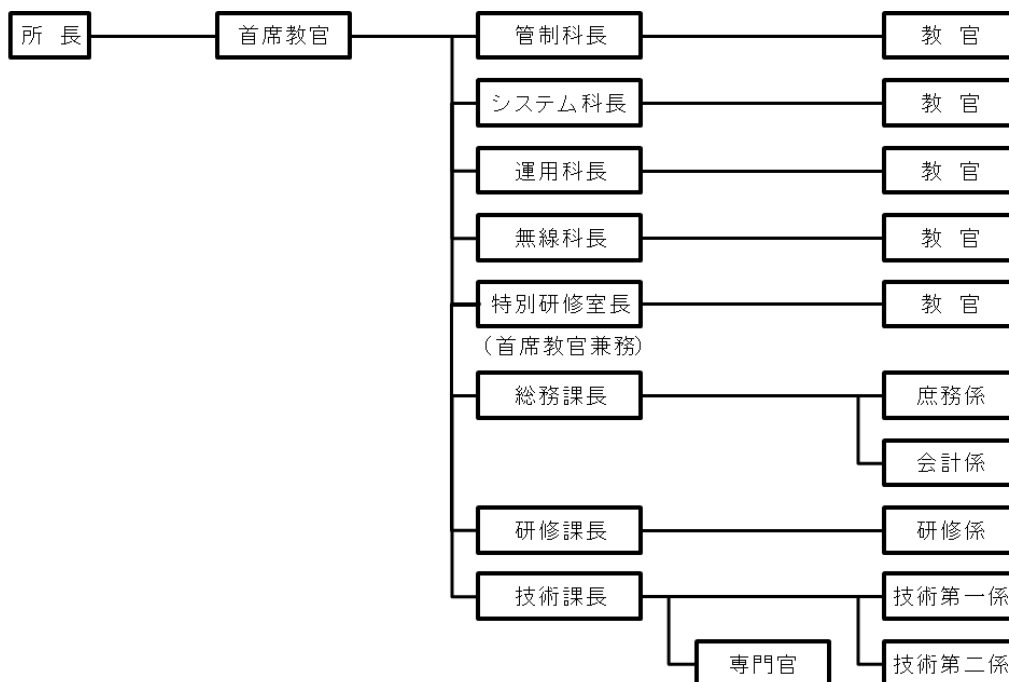 所 長 首席教官 管制科長 教 官
システム科長 教 官
運用科長 教 官
無線科長 教 官
特別研修室長 教 官
(首席教官兼務)
総務課長 庶務係
会計係
研修課長 研修係
技術課長 技術第一係
専門官 技術第二係